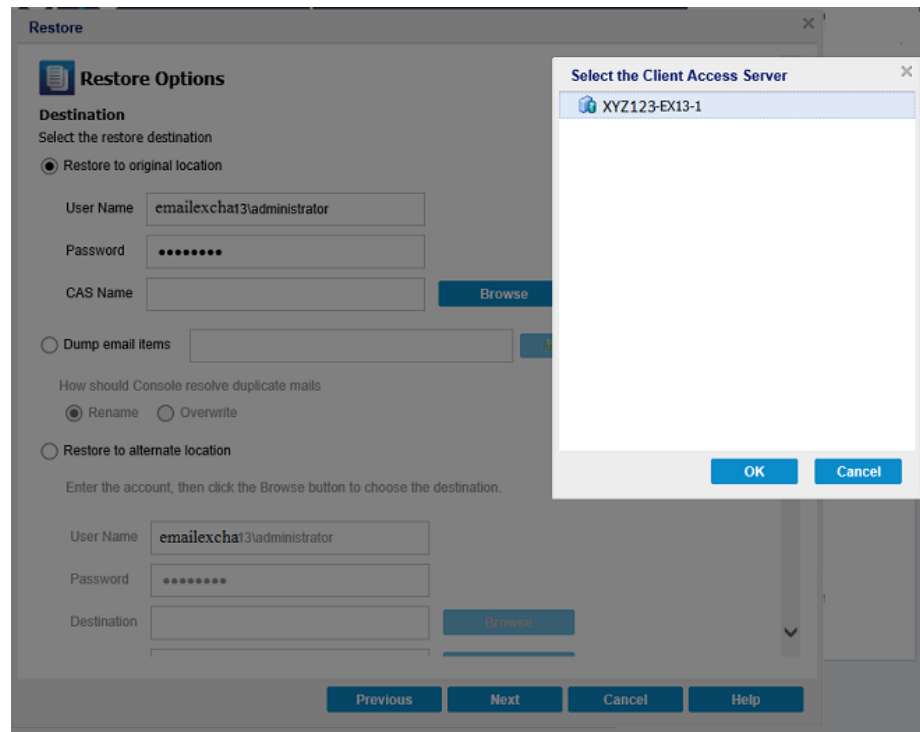 Restore
Restore Options
Destination
Select the restore destination
Restore to original location
User Name emailexcha13\administrator
Password ••••••••
CAS Name Browse
Dump email items
How should Console resolve duplicate mails
Rename Overwrite
Restore to alternate location
Enter the account, then click the Browse button to choose the destination.
User Name emailexcha13\administrator
Password ••••••••
Destination Browse
Previous Next Cancel Help
Select the Client Access Server
XYZ123-EX13-1
OK Cancel